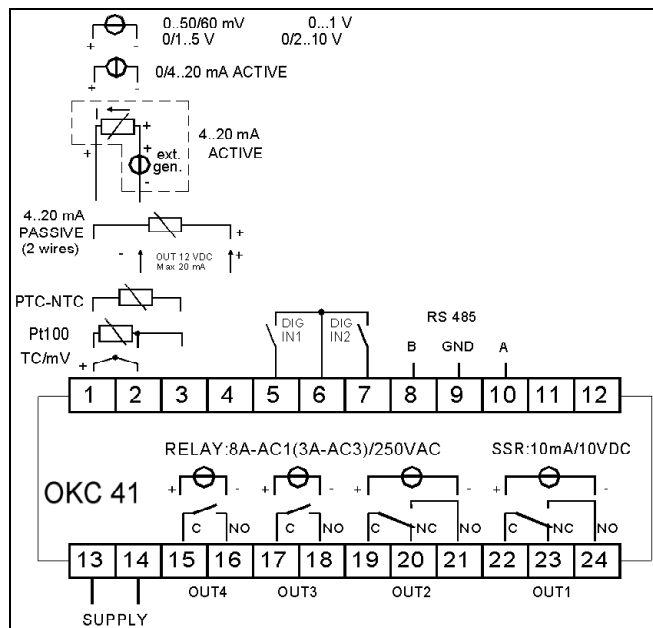 0..50/60 mV 0...1 V
+ - 0/1..5 V 0/2..10 V
+ - 0/4..20 mA ACTIVE
+
+ + 4..20 mA
ext. ACTIVE
gen.
-
4..20 mA
PASSIVE +
(2 wires) - OUT 12 VDC +
Max 20 mA
PTC-NTC
Pt100 DIG IN1 DIG IN2 RS 485
TC/mV B GND A
+ -
1 2 3 4 5 6 7 8 9 10 11 12
RELAY:8A-AC1(3A-AC3)/250VAC SSR:10mA/10VDC
OKC 41 + - + - + - + -
C NO C NO C NC NO C NC NO
13 14 15 16 17 18 19 20 21 22 23 24
SUPPLY OUT4 OUT3 OUT2 OUT1